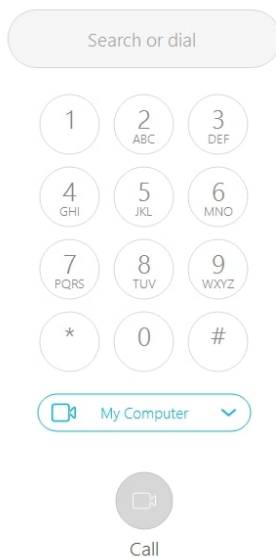 Search or dial
1 2 3
ABC DEF
4 5 6
GHI JKL MNO
7 8 9
PQRS TUV WXYZ
* 0 #
My Computer
Call